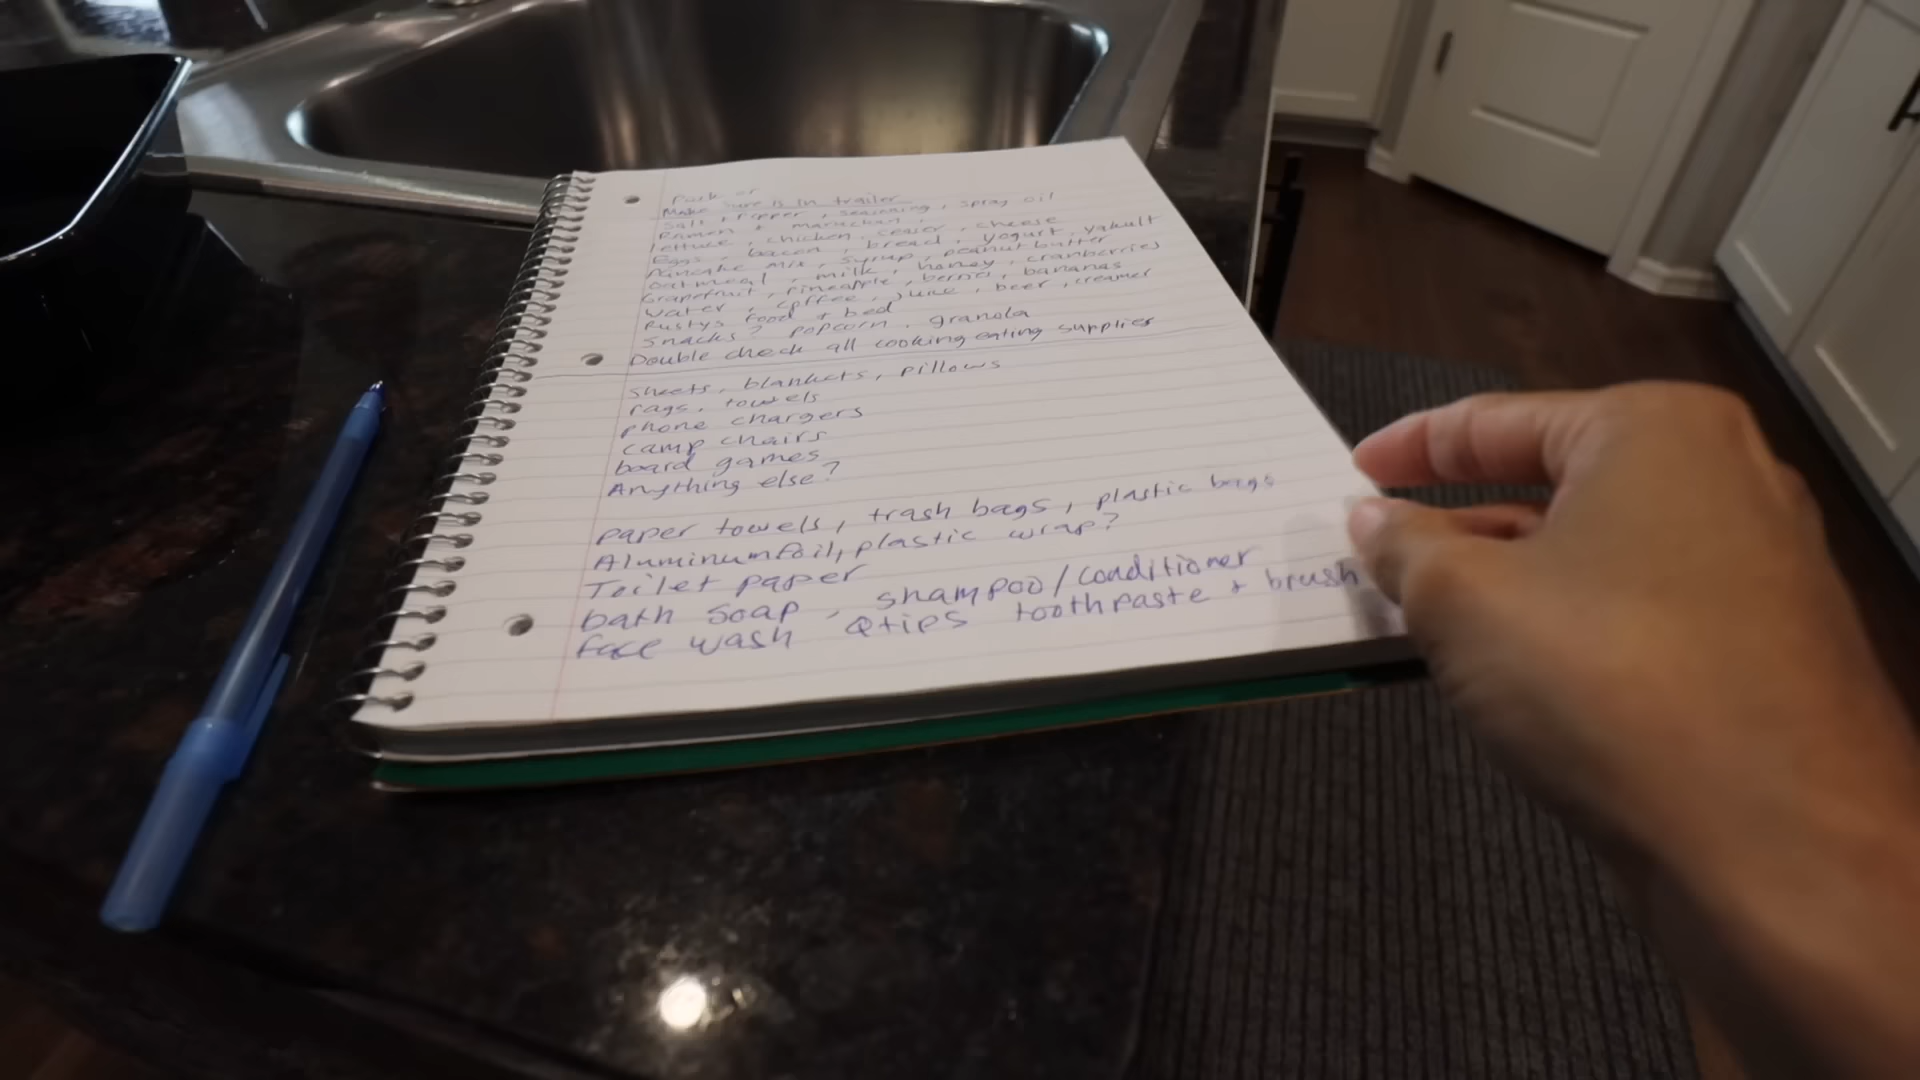 Pack or
Make sure is in trailer
Salt, Pepper, seasoning, spray oil
Ramen + maruchan
lettuce, chicken, ceaser, cheese
Eggs, bacon, bread, yogurt, yakult
Pancake mix, syrup, peanut butter
Oatmeal, milk, honey, cranberries
Grapefruit, pineapple, berries, bananas
Water, coffee, beer, creamer
Rustys food + bed
Snacks? popcorn, granola
Double check all cooking eating supplies
Sheets, blankets, pillows
rags, towels
phone chargers
camp chairs
board games
Anything else?
paper towels, trash bags, plastic bags
Aluminum foil, plastic wrap?
Toilet paper
bath soap, shampoo/conditioner
face wash Qtips toothpaste + brush